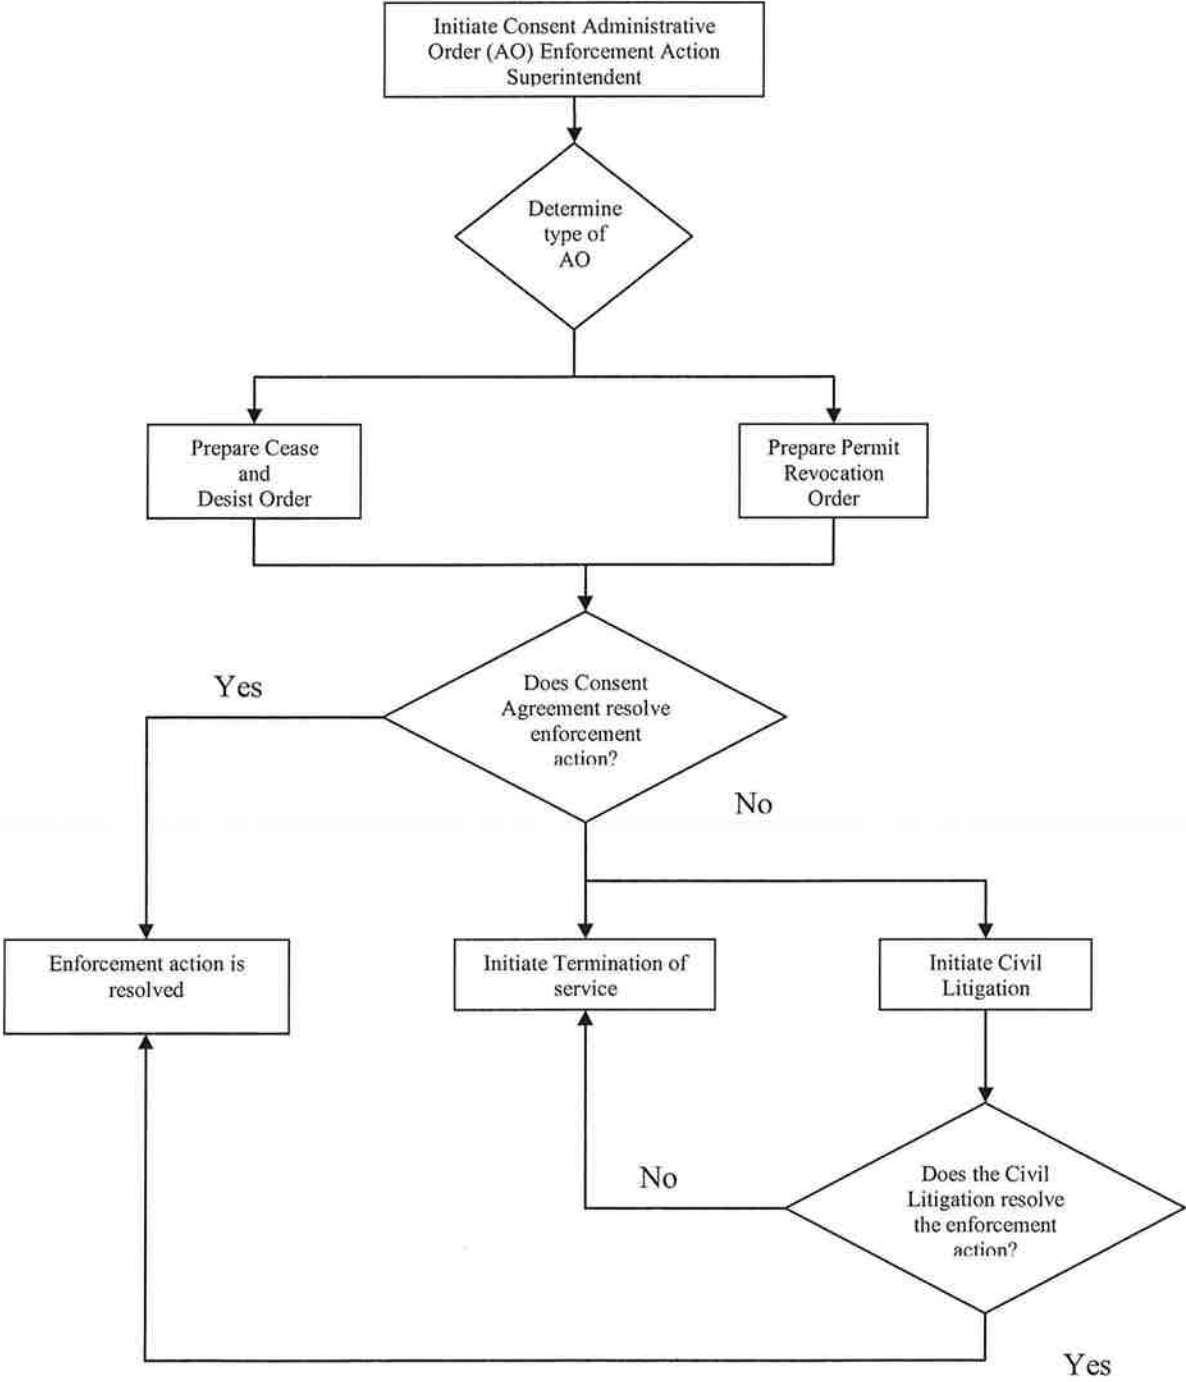 Initiate Consent Administrative
Order (AO) Enforcement Action
Superintendent
Determine
type of
AO
Prepare Cease
and
Desist Order
Prepare Permit
Revocation
Order
Does Consent
Agreement resolve
enforcement
action?
Yes
No
Enforcement action is
resolved
Initiate Termination of
service
Initiate Civil
Litigation
Does the Civil
Litigation resolve
the enforcement
action?
No
Yes